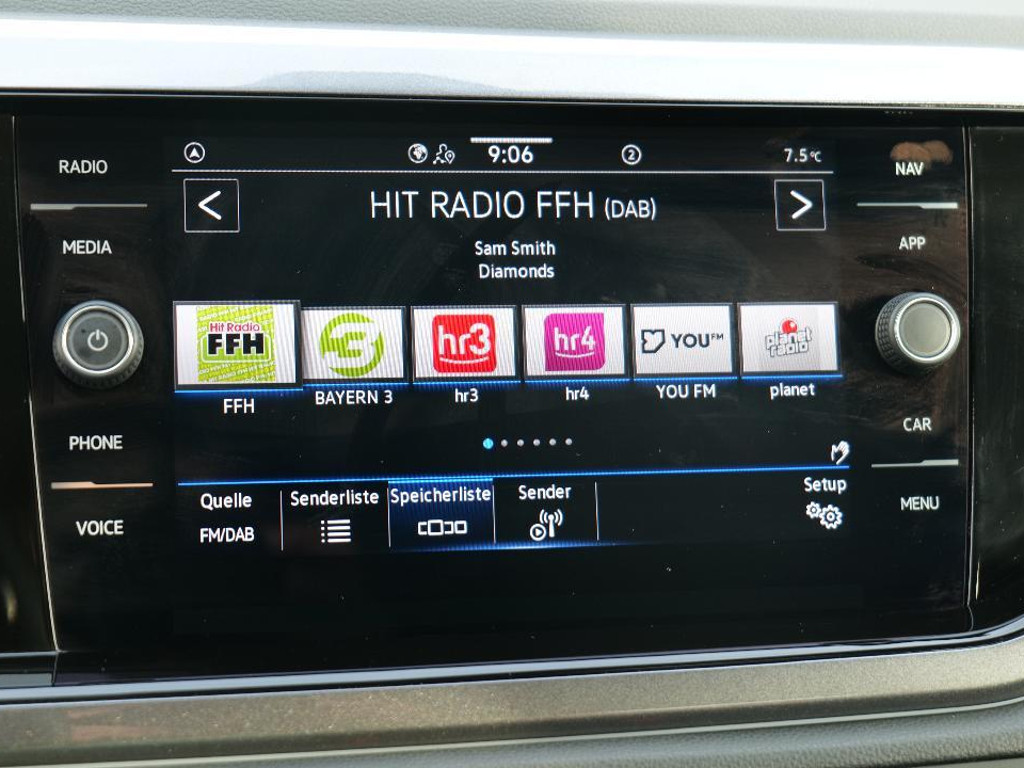 RADIO
MEDIA
PHONE
VOICE
9:06
2
7.5°C
HIT RADIO FFH (DAB)
Sam Smith
Diamonds
Hit Radio
FFH
3
hr3
hr4
YOU FM
planet
radio
FFH
BAYERN 3
hr3
hr4
YOU FM
planet
Quelle
FM/DAB
Senderliste
Speicherliste
Sender
Setup
NAV
APP
CAR
MENU